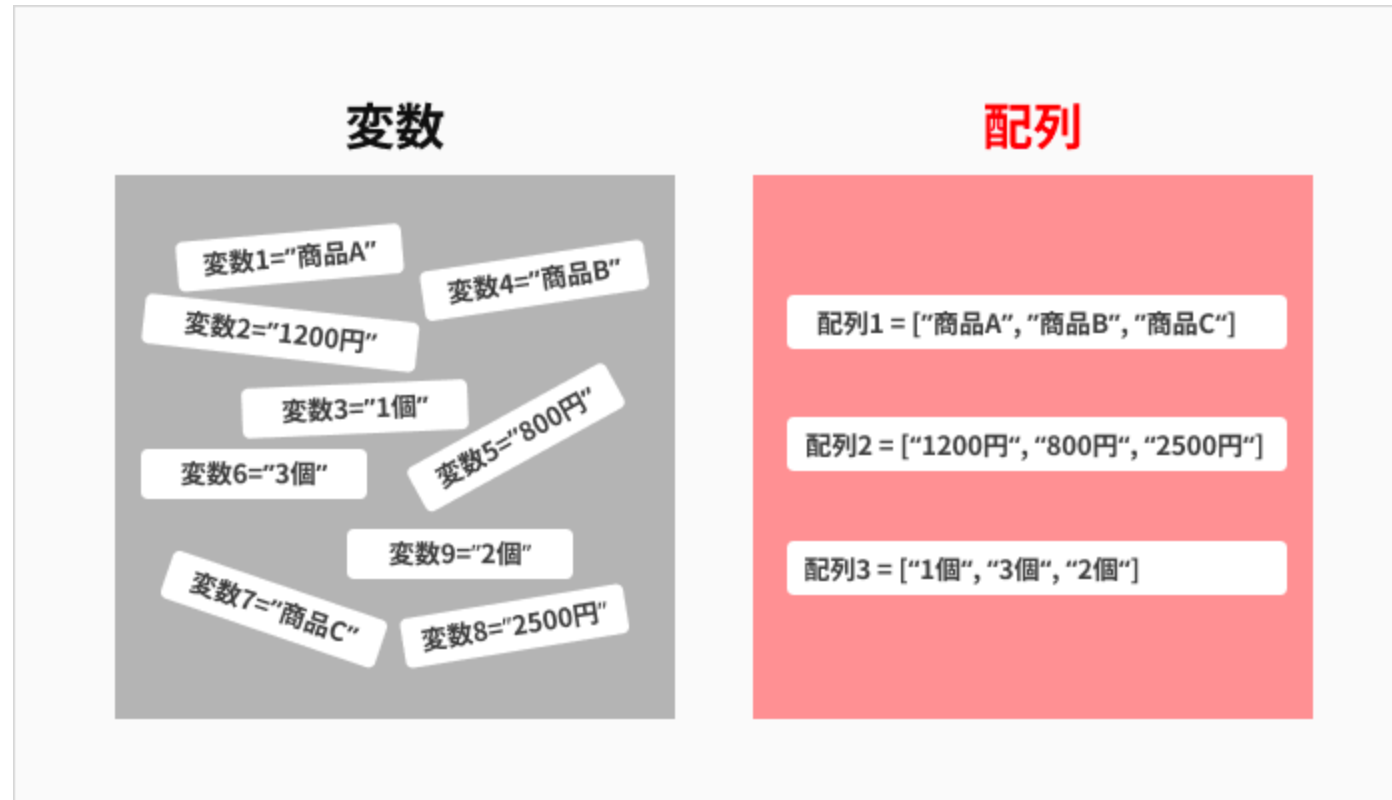 変数
変数1=”商品A”
変数4=”商品B”
変数2=”1200円”
変数3=”1個”
変数5=”800円”
変数6=”3個”
変数9=”2個”
変数7=”商品C”
変数8=”2500円”
配列
配列1 = [”商品A”, ”商品B”, ”商品C“]
配列2 = [“1200円“, “800円“, “2500円“]
配列3 = [“1個“, “3個“, “2個“]